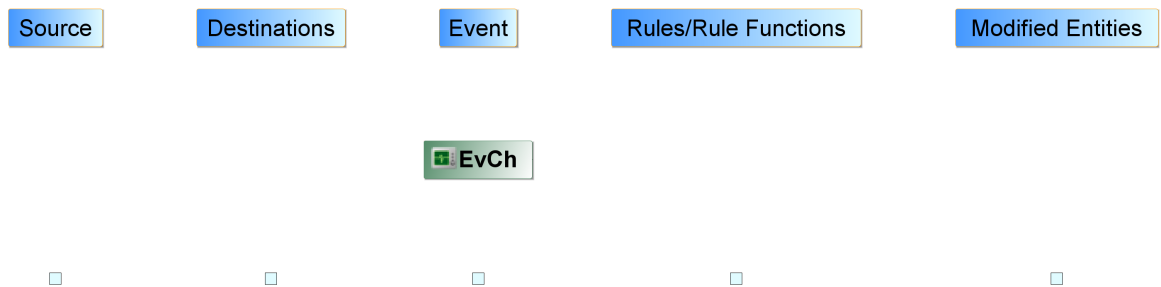 Source
Destinations
Event
Rules/Rule Functions
Modified Entities
EvCh